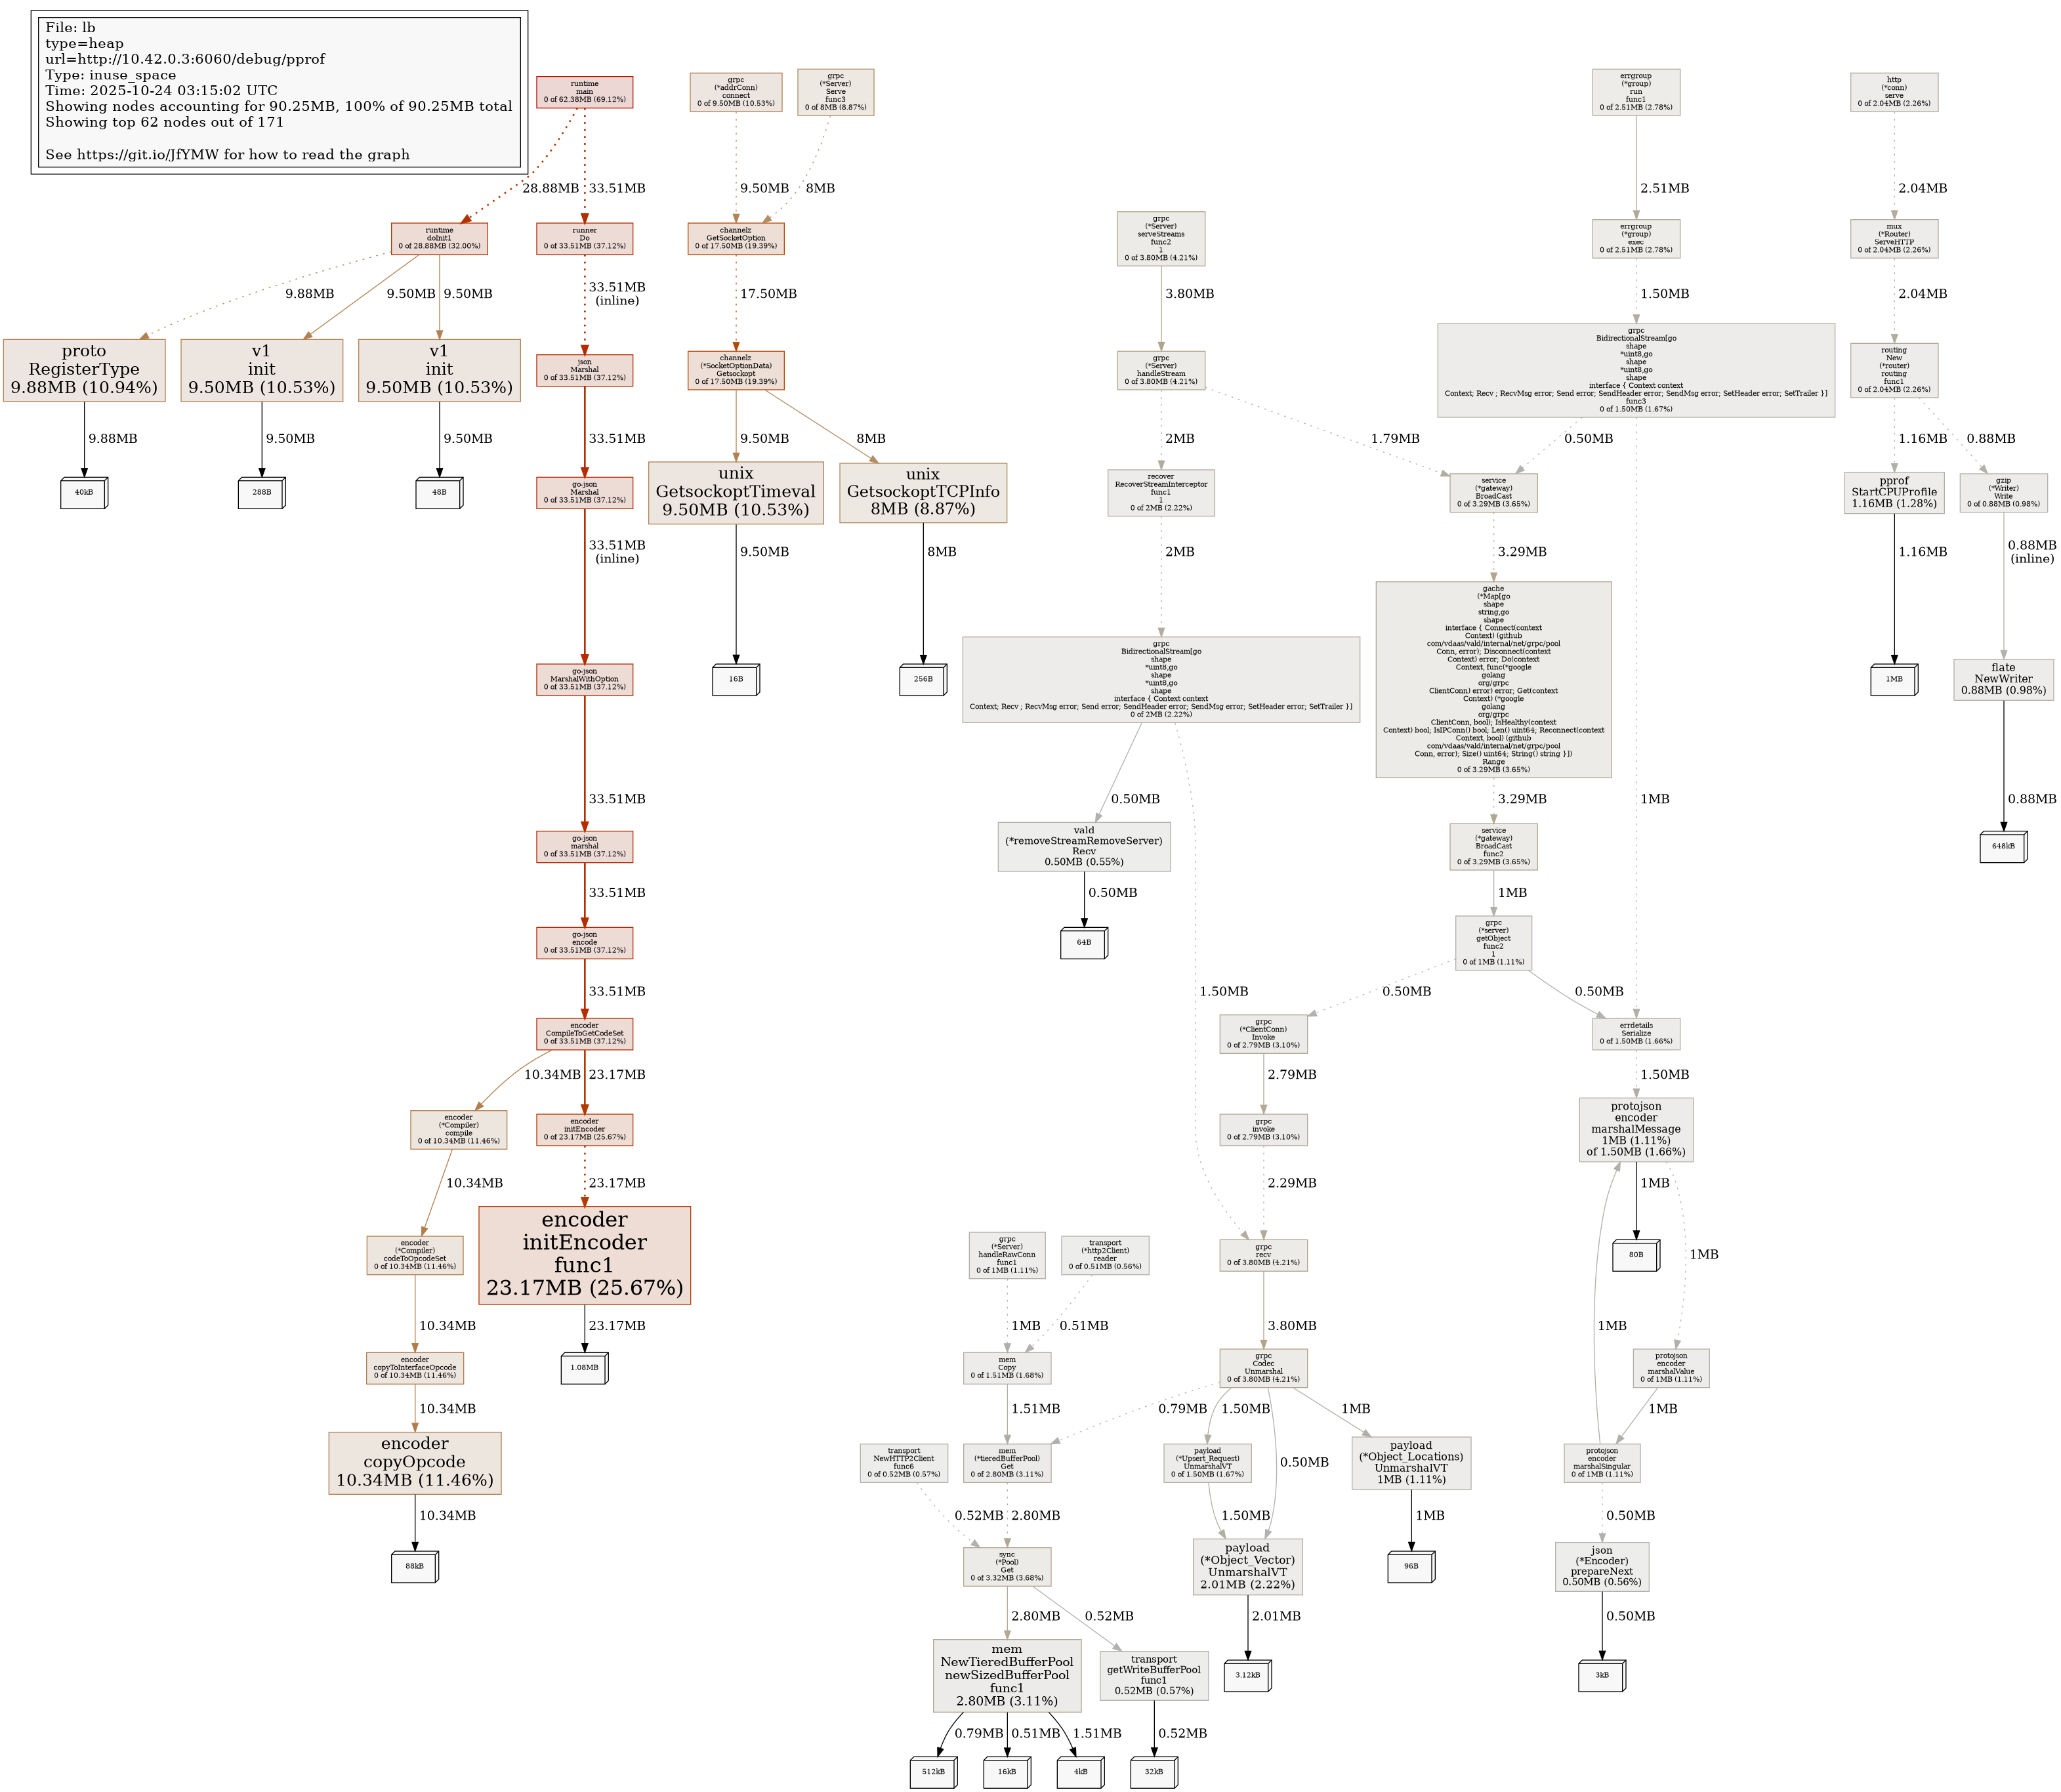 File: lb
type=heap
url=http://10.42.0.3:6060/debug/pprof
Type: inuse_space
Time: 2025-10-24 03:15:02 UTC
Showing nodes accounting for 90.25MB, 100% of 90.25MB total
Showing top 62 nodes out of 171
See https://git.io/JfYMW for how to read the graph
runtime
main
0 of 62.38MB (69.12%)
28.88MB
33.51MB
runtime
doInit1
0 of 28.88MB (32.00%)
9.88MB
9.50MB
9.50MB
proto
RegisterType
9.88MB (10.94%)
9.88MB
40kB
v1
init
9.50MB (10.53%)
9.50MB
288B
v1
init
9.50MB (10.53%)
9.50MB
48B
runner
Do
0 of 33.51MB (37.12%)
33.51MB
(inline)
json
Marshal
0 of 33.51MB (37.12%)
33.51MB
go-json
Marshal
0 of 33.51MB (37.12%)
33.51MB
(inline)
go-json
MarshalWithOption
0 of 33.51MB (37.12%)
33.51MB
go-json
marshal
0 of 33.51MB (37.12%)
33.51MB
go-json
encode
0 of 33.51MB (37.12%)
33.51MB
encoder
CompileToGetCodeSet
0 of 33.51MB (37.12%)
10.34MB
23.17MB
encoder
(*Compiler)
compile
0 of 10.34MB (11.46%)
10.34MB
encoder
(*Compiler)
codeToOpcodeSet
0 of 10.34MB (11.46%)
10.34MB
encoder
copyToInterfaceOpcode
0 of 10.34MB (11.46%)
10.34MB
encoder
copyOpcode
10.34MB (11.46%)
10.34MB
88kB
encoder
initEncoder
0 of 23.17MB (25.67%)
23.17MB
encoder
initEncoder
func1
23.17MB (25.67%)
23.17MB
1.08MB
grpc
(*addrConn)
connect
0 of 9.50MB (10.53%)
9.50MB
grpc
(*Server)
Serve
func3
0 of 8MB (8.87%)
8MB
channelz
GetSocketOption
0 of 17.50MB (19.39%)
17.50MB
channelz
(*SocketOptionData)
Getsockopt
0 of 17.50MB (19.39%)
9.50MB
8MB
unix
GetsockoptTimeval
9.50MB (10.53%)
9.50MB
16B
unix
GetsockoptTCPInfo
8MB (8.87%)
8MB
256B
grpc
(*Server)
serveStreams
func2
1
0 of 3.80MB (4.21%)
3.80MB
grpc
(*Server)
handleStream
0 of 3.80MB (4.21%)
2MB
1.79MB
recover
RecoverStreamInterceptor
func1
1
0 of 2MB (2.22%)
2MB
grpc
BidirectionalStream[go
shape
*uint8,go
shape
*uint8,go
shape
interface { Context context
Context; Recv ; RecvMsg error; Send error; SendHeader error; SendMsg error; SetHeader error; SetTrailer }]
0 of 2MB (2.22%)
0.50MB
1.50MB
vald
(*removeStreamRemoveServer)
Recv
0.50MB (0.55%)
0.50MB
64B
errgroup
(*group)
run
func1
0 of 2.51MB (2.78%)
2.51MB
errgroup
(*group)
exec
0 of 2.51MB (2.78%)
1.50MB
grpc
BidirectionalStream[go
shape
*uint8,go
shape
*uint8,go
shape
interface { Context context
Context; Recv ; RecvMsg error; Send error; SendHeader error; SendMsg error; SetHeader error; SetTrailer }]
func3
0 of 1.50MB (1.67%)
0.50MB
1MB
service
(*gateway)
BroadCast
0 of 3.29MB (3.65%)
3.29MB
gache
(*Map[go
shape
string,go
shape
interface { Connect(context
Context) (github
com/vdaas/vald/internal/net/grpc/pool
Conn, error); Disconnect(context
Context) error; Do(context
Context, func(*google
golang
org/grpc
ClientConn) error) error; Get(context
Context) (*google
golang
org/grpc
ClientConn, bool); IsHealthy(context
Context) bool; IsIPConn() bool; Len() uint64; Reconnect(context
Context, bool) (github
com/vdaas/vald/internal/net/grpc/pool
Conn, error); Size() uint64; String() string }])
Range
0 of 3.29MB (3.65%)
3.29MB
service
(*gateway)
BroadCast
func2
0 of 3.29MB (3.65%)
1MB
grpc
(*server)
getObject
func2
1
0 of 1MB (1.11%)
0.50MB
0.50MB
grpc
(*ClientConn)
Invoke
0 of 2.79MB (3.10%)
2.79MB
grpc
invoke
0 of 2.79MB (3.10%)
2.29MB
grpc
recv
0 of 3.80MB (4.21%)
3.80MB
grpc
Codec
Unmarshal
0 of 3.80MB (4.21%)
0.79MB
1.50MB
0.50MB
1MB
errdetails
Serialize
0 of 1.50MB (1.66%)
1.50MB
protojson
encoder
marshalMessage
1MB (1.11%)
of 1.50MB (1.66%)
1MB
80B
1MB
1MB
protojson
encoder
marshalValue
0 of 1MB (1.11%)
1MB
protojson
encoder
marshalSingular
0 of 1MB (1.11%)
0.50MB
json
(*Encoder)
prepareNext
0.50MB (0.56%)
0.50MB
3kB
grpc
(*Server)
handleRawConn
func1
0 of 1MB (1.11%)
1MB
transport
(*http2Client)
reader
0 of 0.51MB (0.56%)
0.51MB
mem
Copy
0 of 1.51MB (1.68%)
1.51MB
transport
NewHTTP2Client
func6
0 of 0.52MB (0.57%)
0.52MB
mem
(*tieredBufferPool)
Get
0 of 2.80MB (3.11%)
2.80MB
sync
(*Pool)
Get
0 of 3.32MB (3.68%)
2.80MB
0.52MB
mem
NewTieredBufferPool
newSizedBufferPool
func1
2.80MB (3.11%)
0.79MB
0.51MB
1.51MB
512kB
16kB
4kB
transport
getWriteBufferPool
func1
0.52MB (0.57%)
0.52MB
32kB
payload
(*Upsert_Request)
UnmarshalVT
0 of 1.50MB (1.67%)
1.50MB
payload
(*Object_Vector)
UnmarshalVT
2.01MB (2.22%)
2.01MB
3.12kB
payload
(*Object_Locations)
UnmarshalVT
1MB (1.11%)
1MB
96B
http
(*conn)
serve
0 of 2.04MB (2.26%)
2.04MB
mux
(*Router)
ServeHTTP
0 of 2.04MB (2.26%)
2.04MB
routing
New
(*router)
routing
func1
0 of 2.04MB (2.26%)
1.16MB
0.88MB
pprof
StartCPUProfile
1.16MB (1.28%)
1.16MB
1MB
gzip
(*Writer)
Write
0 of 0.88MB (0.98%)
0.88MB
(inline)
flate
NewWriter
0.88MB (0.98%)
0.88MB
648kB